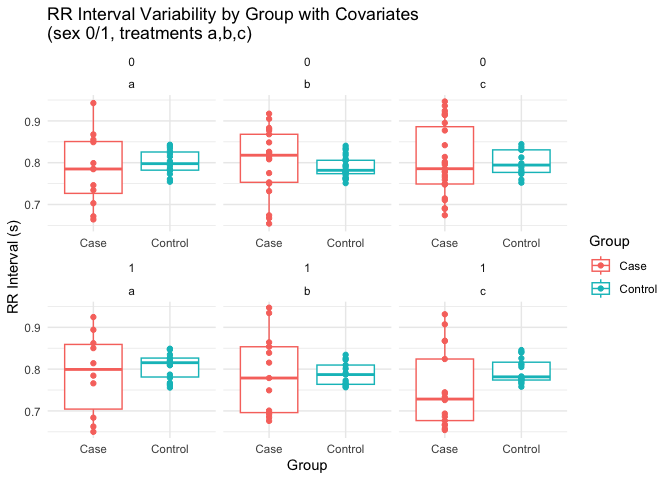 RR Interval Variability by Group with Covariates
(sex 0/1, treatments a,b,c)
0
0
0
a
b
c
0.9
0.8
0.7
Case
Control
Case
Control
Case
Control
1
1
1
a
b
c
0.9
0.8
0.7
Case
Control
Case
Control
Case
Control
RR Interval (s)
Group
Group
Case
Control